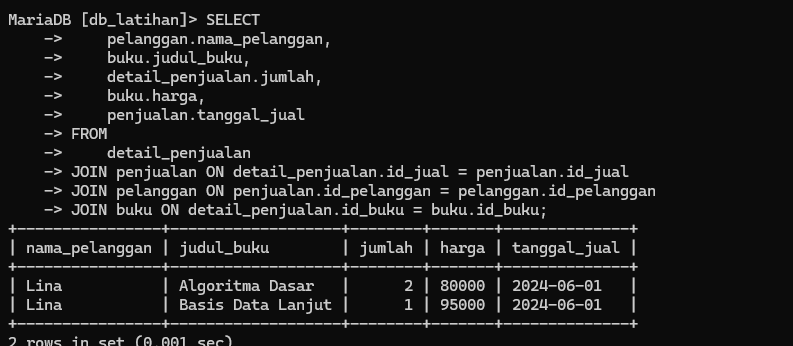 MariaDB [db_latihan]> SELECT
    ->     pelanggan.nama_pelanggan,
    ->     buku.judul_buku,
    ->     detail_penjualan.jumlah,
    ->     buku.harga,
    ->     penjualan.tanggal_jual
    -> FROM
    ->     detail_penjualan
    -> JOIN penjualan ON detail_penjualan.id_jual = penjualan.id_jual
    -> JOIN pelanggan ON penjualan.id_pelanggan = pelanggan.id_pelanggan
    -> JOIN buku ON detail_penjualan.id_buku = buku.id_buku;
+----------------+-------------------+--------+-------+--------------+
| nama_pelanggan | judul_buku        | jumlah | harga | tanggal_jual |
+----------------+-------------------+--------+-------+--------------+
| Lina           | Algoritma Dasar   |      2 | 80000 | 2024-06-01   |
| Lina           | Basis Data Lanjut |      1 | 95000 | 2024-06-01   |
+----------------+-------------------+--------+-------+--------------+
2 rows in set (0.001 sec)